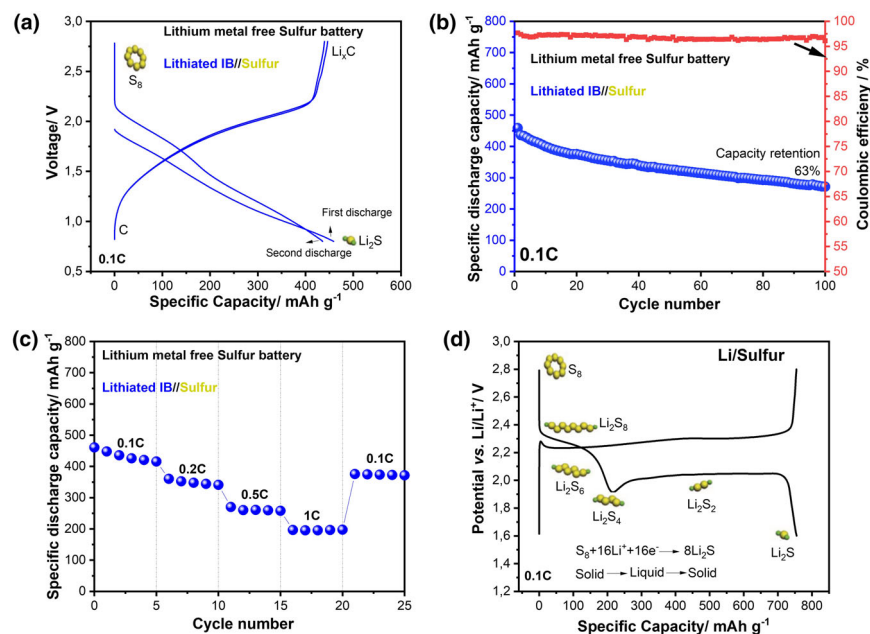 (a)
Lithium metal free Sulfur battery
Lithiated IB//Sulfur
LixC
S8
C
First discharge
Second discharge
Li2S
0.1C
Voltage/ V
3,0
2,5
2,0
1,5
1,0
0,5
0 100 200 300 400 500 600
Specific Capacity/ mAh g-1
(b)
Lithium metal free Sulfur battery
Lithiated IB//Sulfur
Capacity retention
63%
0.1C
Specific discharge capacity/ mAh g-1
800
700
600
500
400
300
200
100
0
Coulombic efficieny / %
100
95
90
85
80
75
70
65
60
55
50
0 20 40 60 80 100
Cycle number
(c)
Lithium metal free Sulfur battery
Lithiated IB//Sulfur
0.1C
0.2C
0.5C
1C
0.1C
Specific discharge capacity/ mAh g-1
800
700
600
500
400
300
200
100
0
0 5 10 15 20 25
Cycle number
(d)
Li/Sulfur
S8
Li2S8
Li2S6
Li2S4
Li2S2
Li2S
S8+16Li++16e-→8Li2S
Solid→Liquid→Solid
0.1C
Potential vs. Li/Li+/ V
3,0
2,8
2,6
2,4
2,2
2,0
1,8
1,6
1,4
1,2
0 100 200 300 400 500 600 700 800
Specific Capacity/ mAh g-1